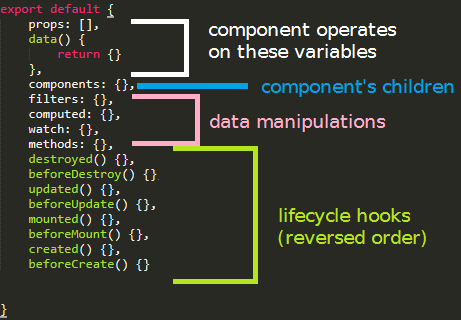 export default {
props: [],
data() {
return {}
},
components: {},
filters: {},
computed: {},
watch: {},
methods: {},
destroyed() {},
beforeDestroy() {}
updated() {},
beforeUpdate() {},
mounted() {},
beforeMount() {},
created() {},
beforeCreate() {}
}
component operates
on these variables
component's children
data manipulations
lifecycle hooks
(reversed order)